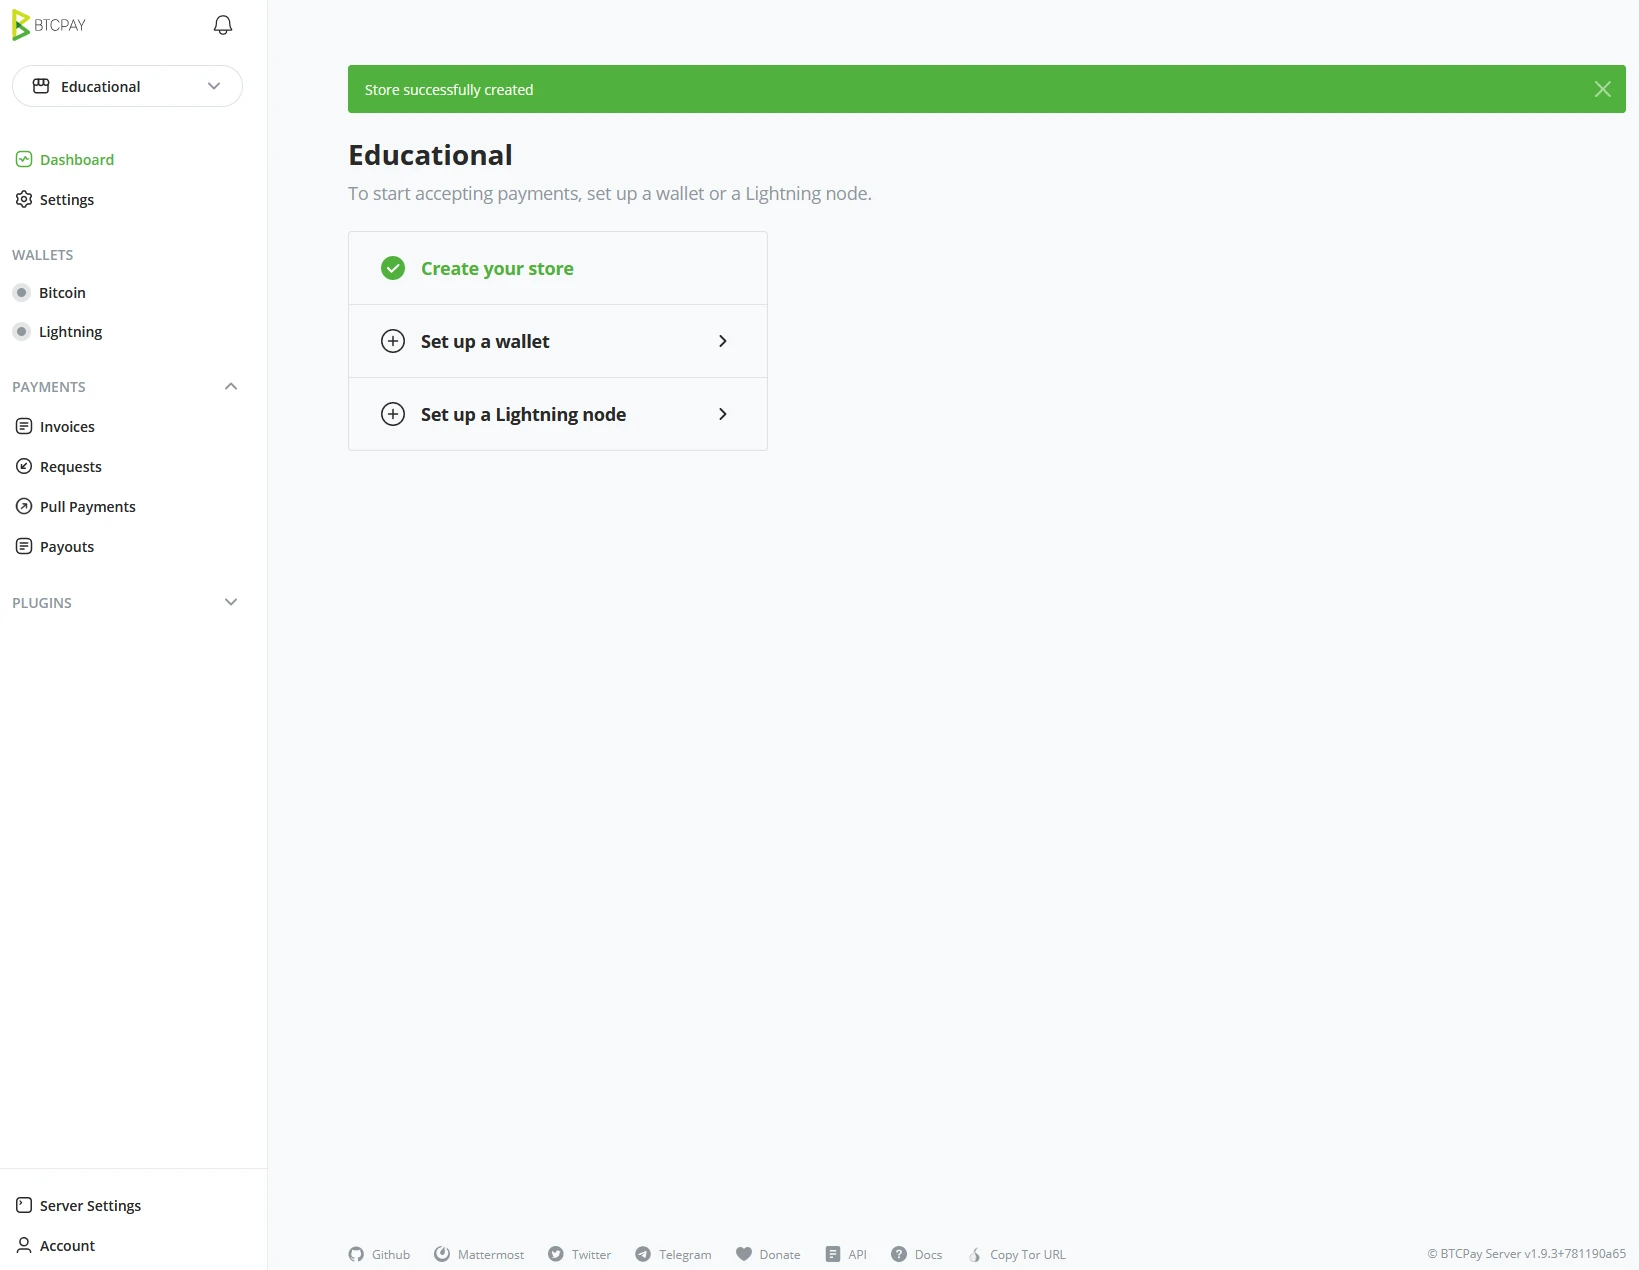 BTCPAY
Educational
Dashboard
Settings
WALLETS
Bitcoin
Lightning
PAYMENTS
Invoices
Requests
Pull Payments
Payouts
PLUGINS
Server Settings
Account
Store successfully created
Educational
To start accepting payments, set up a wallet or a Lightning node.
Create your store
Set up a wallet
Set up a Lightning node
Github Mattermost Twitter Telegram Donate API Docs Copy Tor URL
© BTCPay Server v1.9.3+781190a65